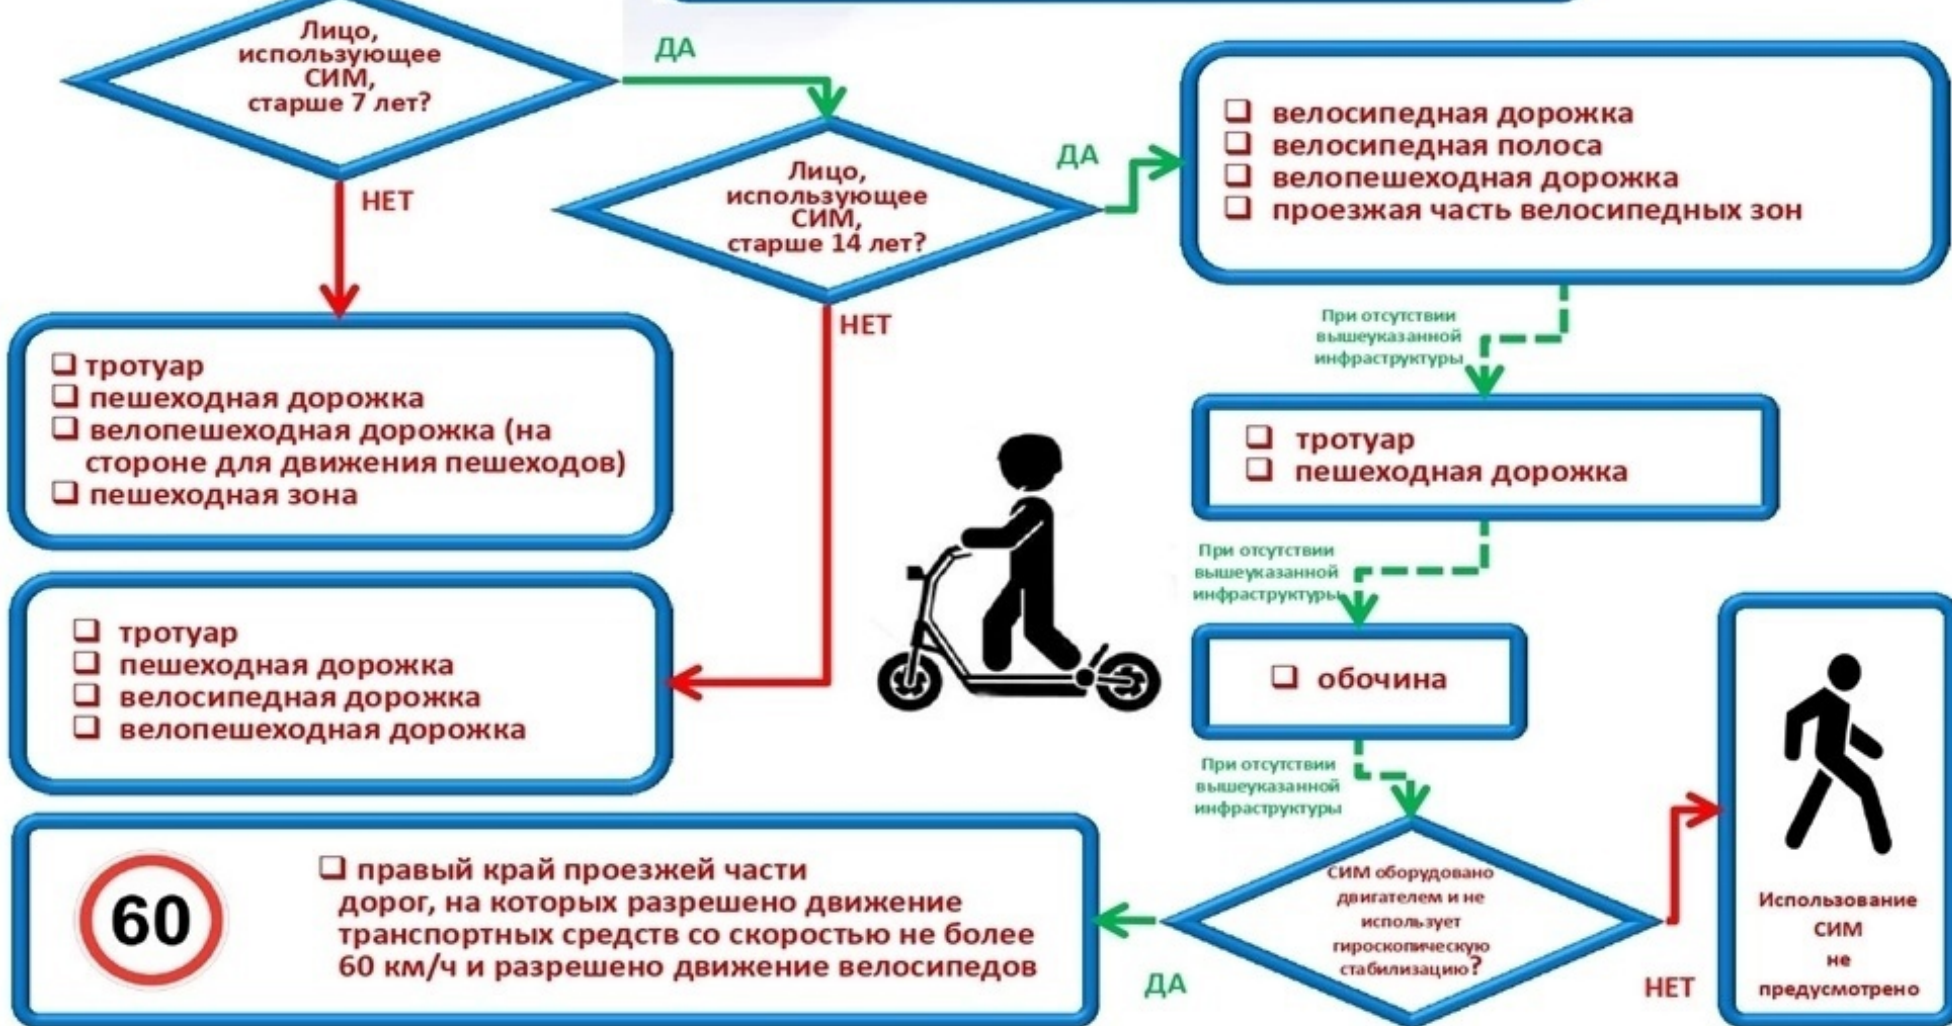 Лицо,
использующее
СИМ,
старше 7 лет?
ДА
НЕТ
Лицо,
использующее
СИМ,
старше 14 лет?
ДА
НЕТ
велосипедная дорожка
велосипедная полоса
велопешеходная дорожка
проезжая часть велосипедных зон
При отсутствии
вышеуказанной
инфраструктуры
тротуар
пешеходная дорожка
велопешеходная дорожка (на
стороне для движения пешеходов)
пешеходная зона
тротуар
пешеходная дорожка
При отсутствии
вышеуказанной
инфраструктуры
тротуар
пешеходная дорожка
велосипедная дорожка
велопешеходная дорожка
обочина
При отсутствии
вышеуказанной
инфраструктуры
60
правый край проезжей части
дорог, на которых разрешено движение
транспортных средств со скоростью не более
60 км/ч и разрешено движение велосипедов
СИМ оборудовано
двигателем и не
использует
гироскопическую
стабилизацию?
ДА
НЕТ
Использование
СИМ
не
предусмотрено